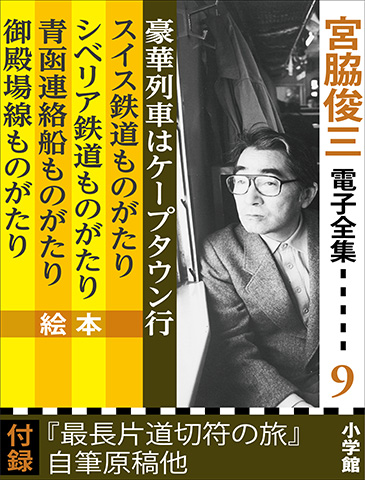 宮脇俊三
電子全集
9
小学館
豪華列車はケープタウン行
スイス鉄道ものがたり
シベリア鉄道ものがたり
青函連絡船ものがたり
御殿場線ものがたり
絵本
付録
『最長片道切符の旅』
自筆原稿他